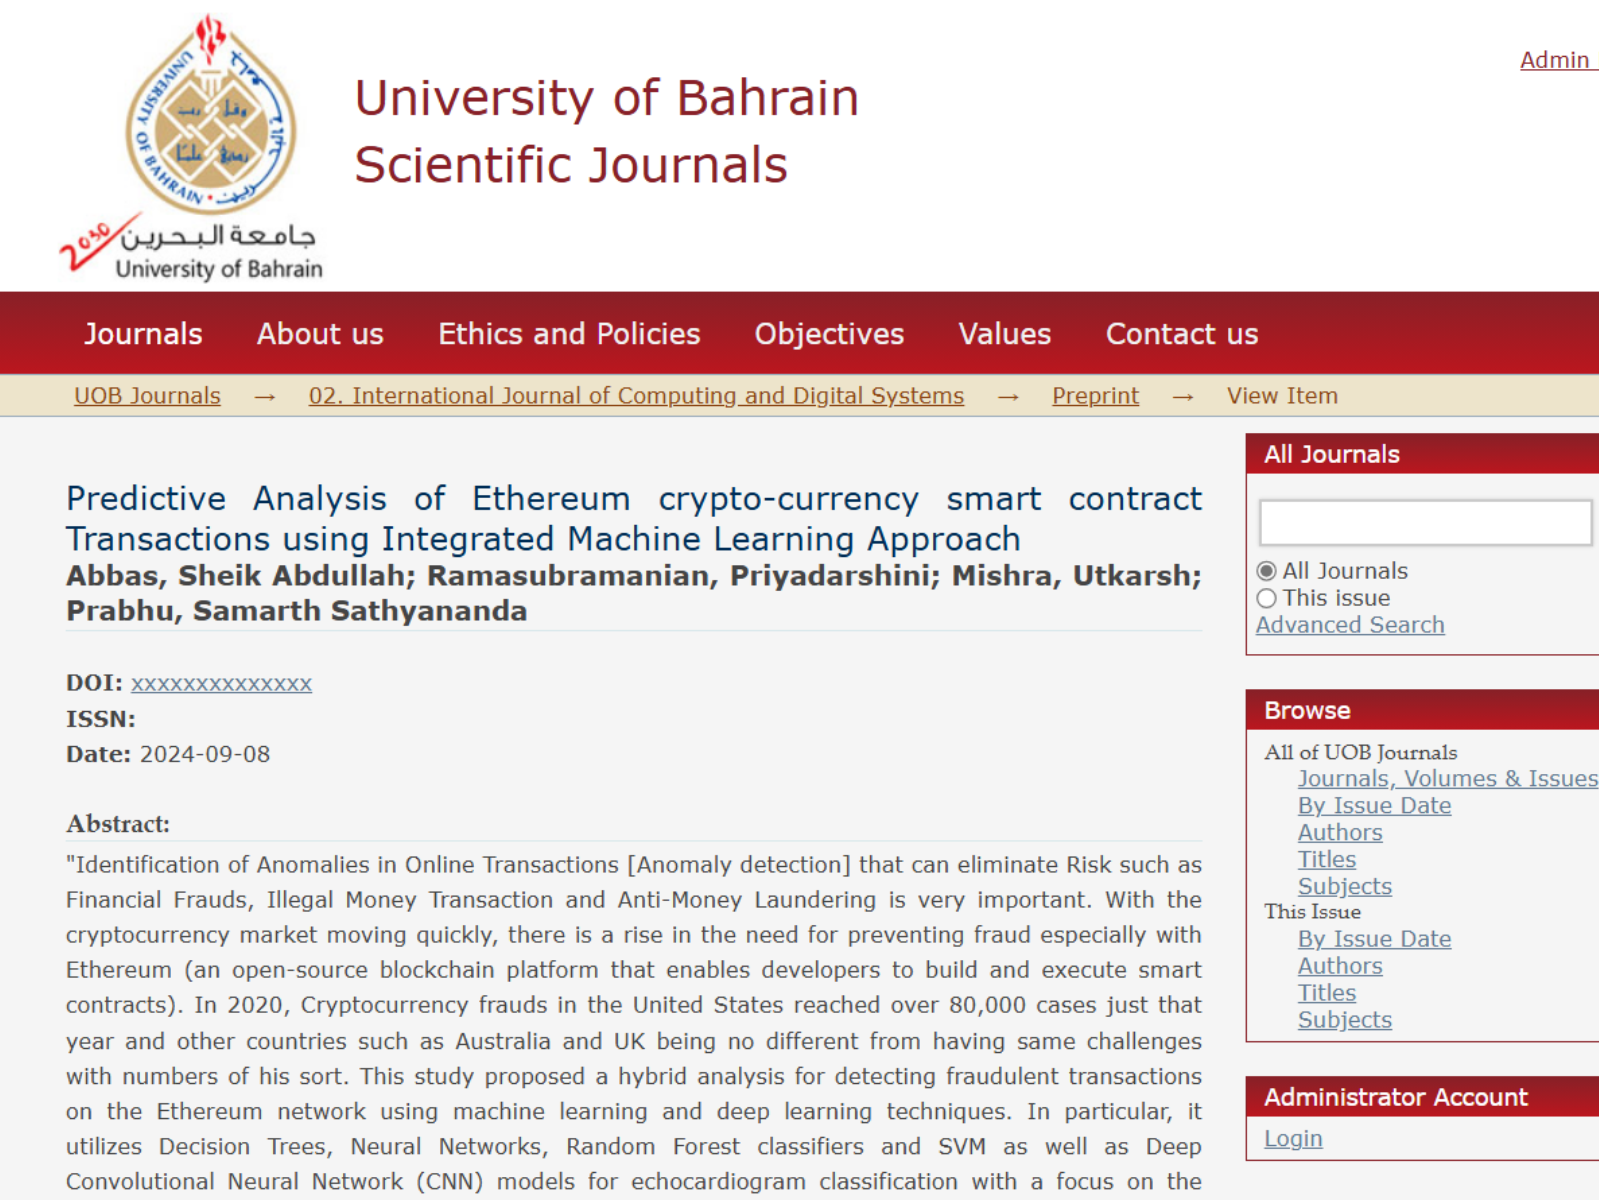 UNIVERSITY OF BAHRAIN
2030
جامعة البحرين
University of Bahrain
University of Bahrain
Scientific Journals
Admin
Journals About us Ethics and Policies Objectives Values Contact us
UOB Journals → 02. International Journal of Computing and Digital Systems → Preprint → View Item
Predictive Analysis of Ethereum crypto-currency smart contract
Transactions using Integrated Machine Learning Approach
Abbas, Sheik Abdullah; Ramasubramanian, Priyadarshini; Mishra, Utkarsh;
Prabhu, Samarth Sathyananda
DOI: xxxxxxxxxxxxxx
ISSN:
Date: 2024-09-08
Abstract:
"Identification of Anomalies in Online Transactions [Anomaly detection] that can eliminate Risk such as
Financial Frauds, Illegal Money Transaction and Anti-Money Laundering is very important. With the
cryptocurrency market moving quickly, there is a rise in the need for preventing fraud especially with
Ethereum (an open-source blockchain platform that enables developers to build and execute smart
contracts). In 2020, Cryptocurrency frauds in the United States reached over 80,000 cases just that
year and other countries such as Australia and UK being no different from having same challenges
with numbers of his sort. This study proposed a hybrid analysis for detecting fraudulent transactions
on the Ethereum network using machine learning and deep learning techniques. In particular, it
utilizes Decision Trees, Neural Networks, Random Forest classifiers and SVM as well as Deep
Convolutional Neural Network (CNN) models for echocardiogram classification with a focus on the
All Journals
All Journals
This issue
Advanced Search
Browse
All of UOB Journals
Journals, Volumes & Issues
By Issue Date
Authors
Titles
Subjects
This Issue
By Issue Date
Authors
Titles
Subjects
Administrator Account
Login